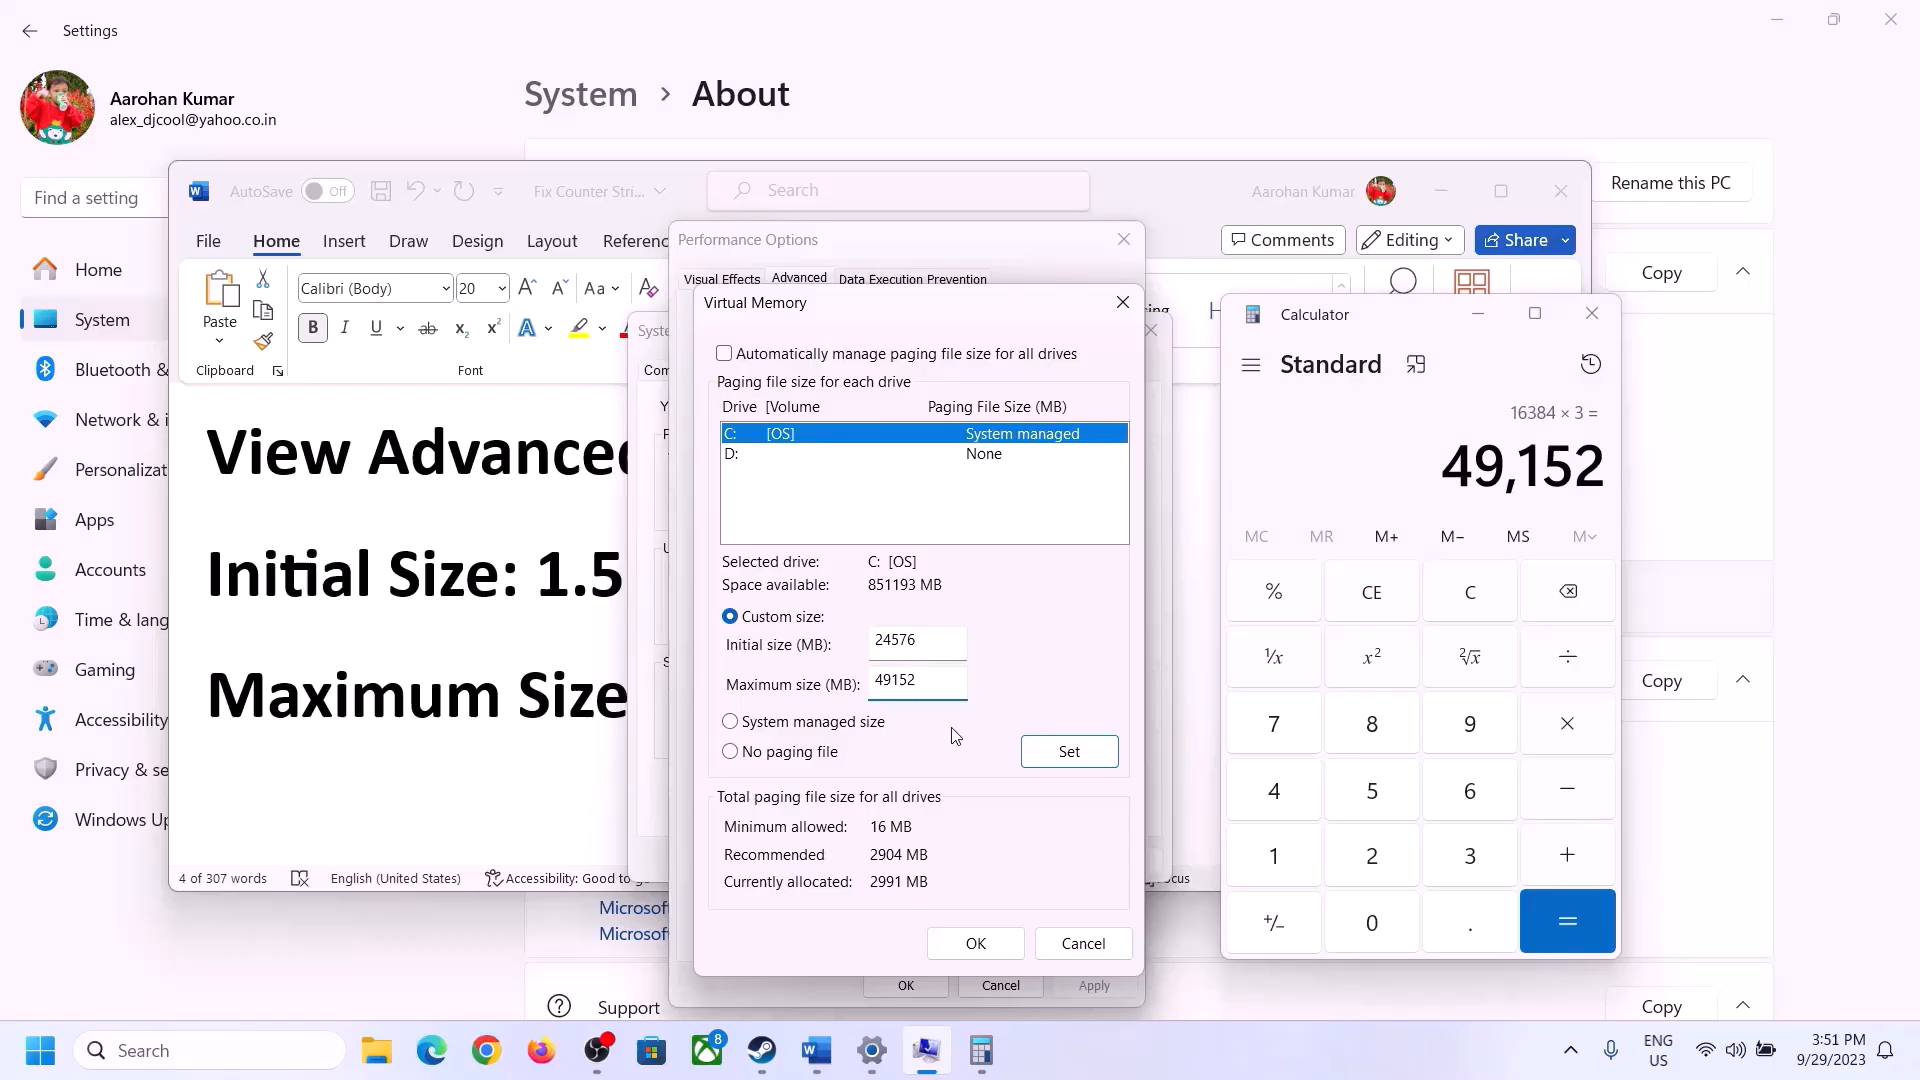 Settings
Aarohan Kumar
alex_djcool@yahoo.co.in
System > About
Find a setting
Home
System
Bluetooth &
Network & i
Personalizat
Apps
Accounts
Time & lang
Gaming
Accessibility
Privacy & se
Windows Up
Rename this PC
Copy
Copy
Copy
Support
AutoSave Off
Fix Counter Stri...
Search
Aarohan Kumar
File Home Insert Draw Design Layout Referenc
Comments Editing Share
Paste
Clipboard
Calibri (Body) 20
Aa
B I U ab x₂ x² A
Font
View Advanced
Initial Size: 1.5
Maximum Size
4 of 307 words
English (United States)
Accessibility: Good to
Microsof
Microsof
Performance Options
Visual Effects Advanced Data Execution Prevention
Syste
Com
OK Cancel Apply
Virtual Memory
Automatically manage paging file size for all drives
Paging file size for each drive
Drive [Volume Paging File Size (MB)
C: [OS] System managed
D: None
Selected drive: C: [OS]
Space available: 851193 MB
Custom size:
Initial size (MB): 24576
Maximum size (MB): 49152
System managed size
No paging file
Set
Total paging file size for all drives
Minimum allowed: 16 MB
Recommended 2904 MB
Currently allocated: 2991 MB
OK Cancel
Calculator
Standard
16384 × 3 =
49,152
MC MR M+ M− MS M
% CE C
¹/x x² ²√x ÷
7 8 9 ×
4 5 6 −
1 2 3 +
+/− 0 . =
Search
8
ENG
US
3:51 PM
9/29/2023